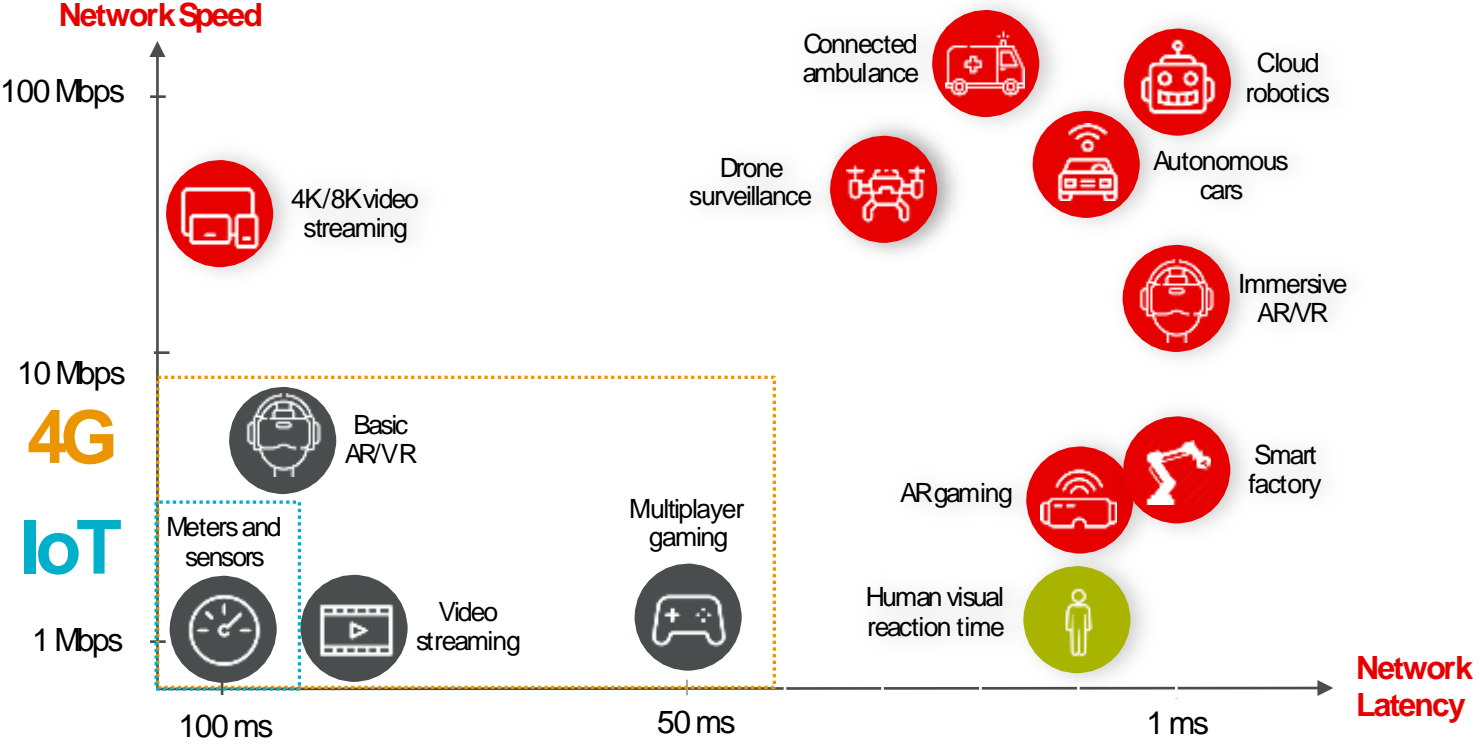 Network Speed
100 Mbps
10 Mbps
4G
IoT
1 Mbps
4K/8K video
streaming
Connected
ambulance
Cloud
robotics
Drone
surveillance
Autonomous
cars
Immersive
AR/VR
Basic
AR/VR
Meters and
sensors
Video
streaming
Multiplayer
gaming
AR gaming
Smart
factory
Human visual
reaction time
100 ms
50 ms
1 ms
Network
Latency